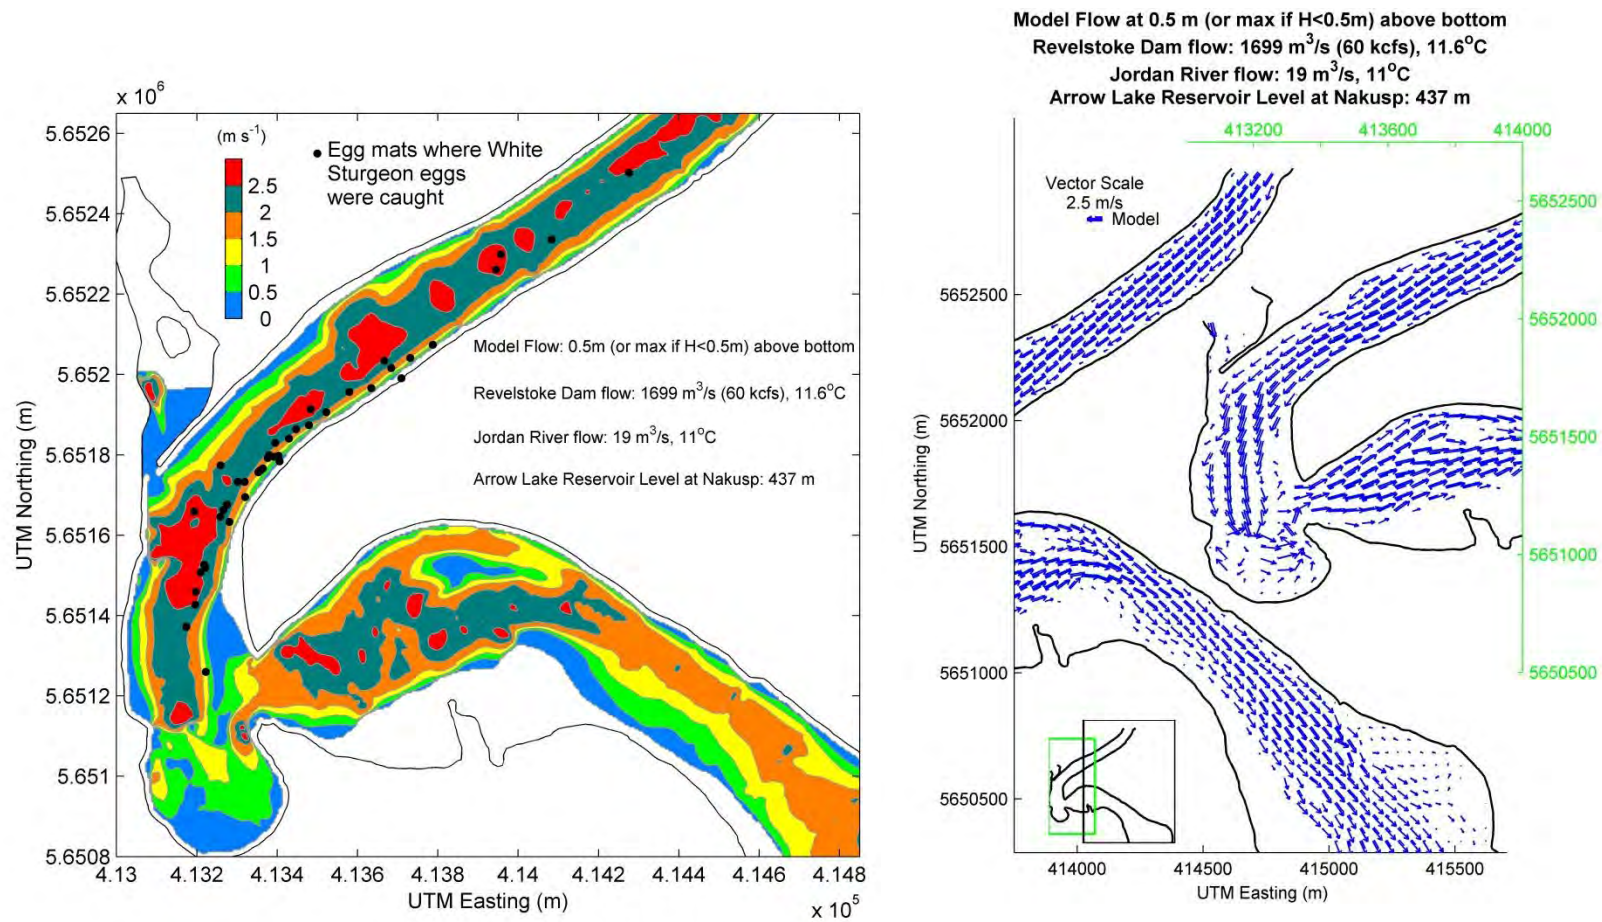 x 10^6
5.6526
5.6524
5.6522
5.652
5.6518
5.6516
5.6514
5.6512
5.651
5.6508
UTM Northing (m)
(m s^-1)
2.5
2
1.5
1
0.5
0
Egg mats where White
Sturgeon eggs
were caught
Model Flow: 0.5m (or max if H<0.5m) above bottom
Revelstoke Dam flow: 1699 m^3/s (60 kcfs), 11.6°C
Jordan River flow: 19 m^3/s, 11°C
Arrow Lake Reservoir Level at Nakusp: 437 m
4.13 4.132 4.134 4.136 4.138 4.14 4.142 4.144 4.146 4.148
UTM Easting (m)
x 10^5
Model Flow at 0.5 m (or max if H<0.5m) above bottom
Revelstoke Dam flow: 1699 m^3/s (60 kcfs), 11.6°C
Jordan River flow: 19 m^3/s, 11°C
Arrow Lake Reservoir Level at Nakusp: 437 m
413200 413600 414000
Vector Scale
2.5 m/s
Model
5652500
5652000
5651500
5651000
5650500
UTM Northing (m)
5652500
5652000
5651500
5651000
5650500
414000 414500 415000 415500
UTM Easting (m)